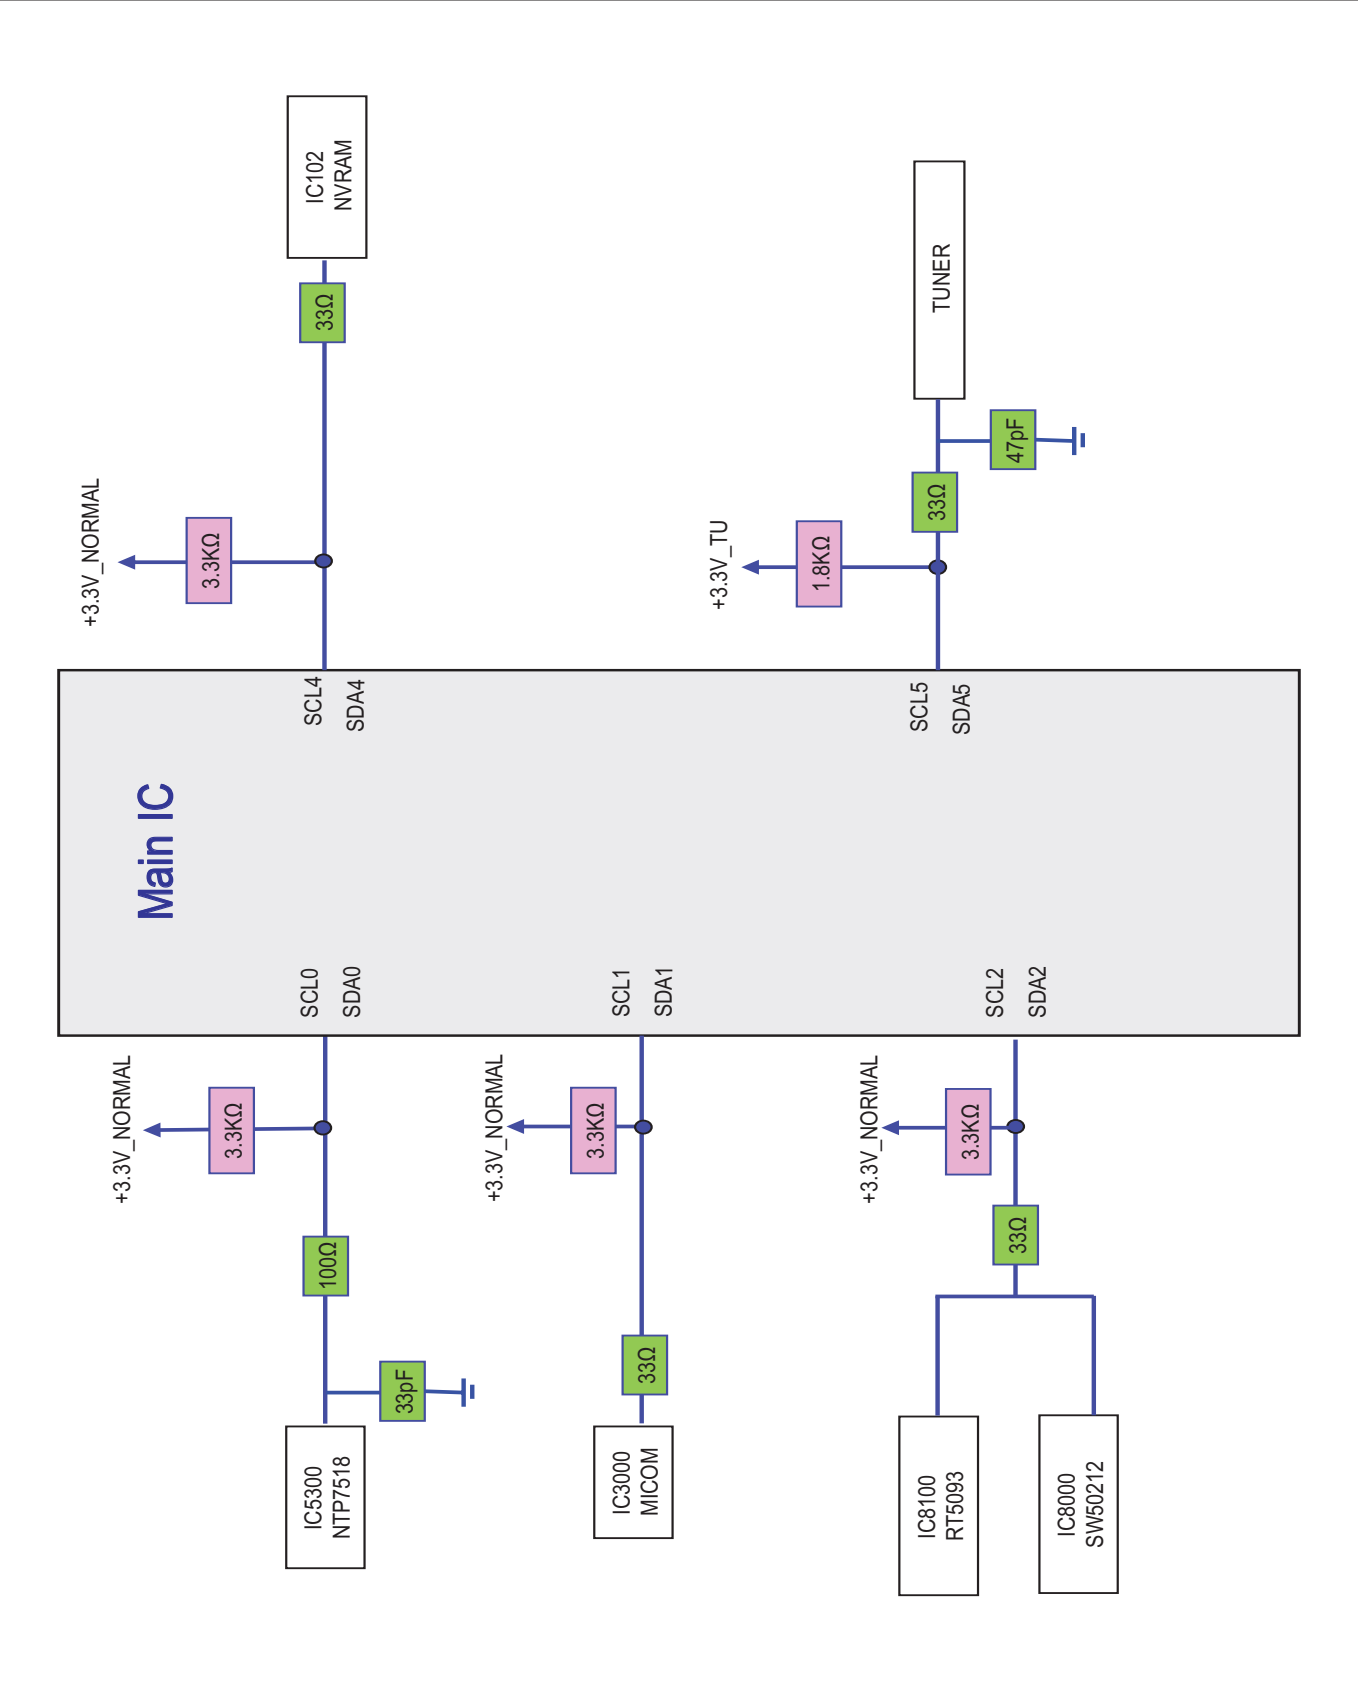 Main IC
+3.3V_NORMAL
3.3KΩ
SCL0
SDA0
100Ω
33pF
IC5300
NTP7518
+3.3V_NORMAL
3.3KΩ
SCL1
SDA1
33Ω
IC3000
MICOM
+3.3V_NORMAL
3.3KΩ
SCL2
SDA2
33Ω
IC8100
RT5093
IC8000
SW50212
+3.3V_NORMAL
3.3KΩ
SCL4
SDA4
33Ω
IC102
NVRAM
+3.3V_TU
1.8KΩ
SCL5
SDA5
33Ω
47pF
TUNER